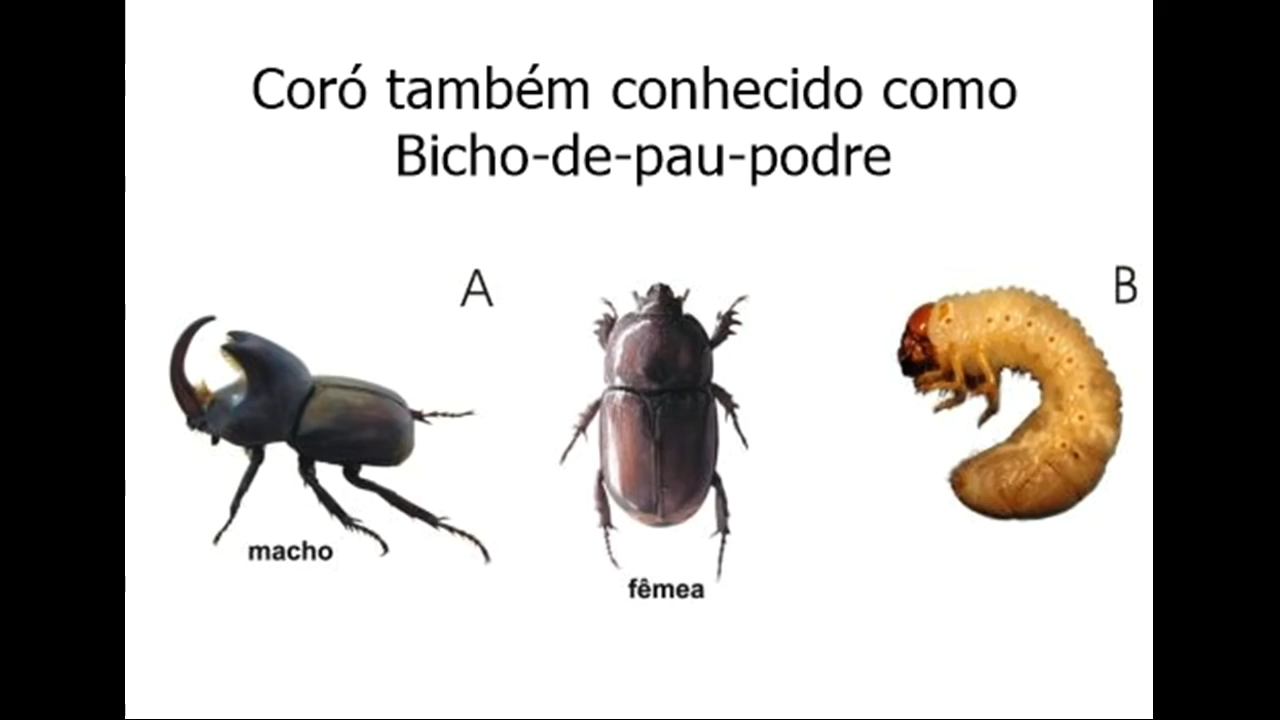 Coró também conhecido como
Bicho-de-pau-podre
A
B
macho
fêmea